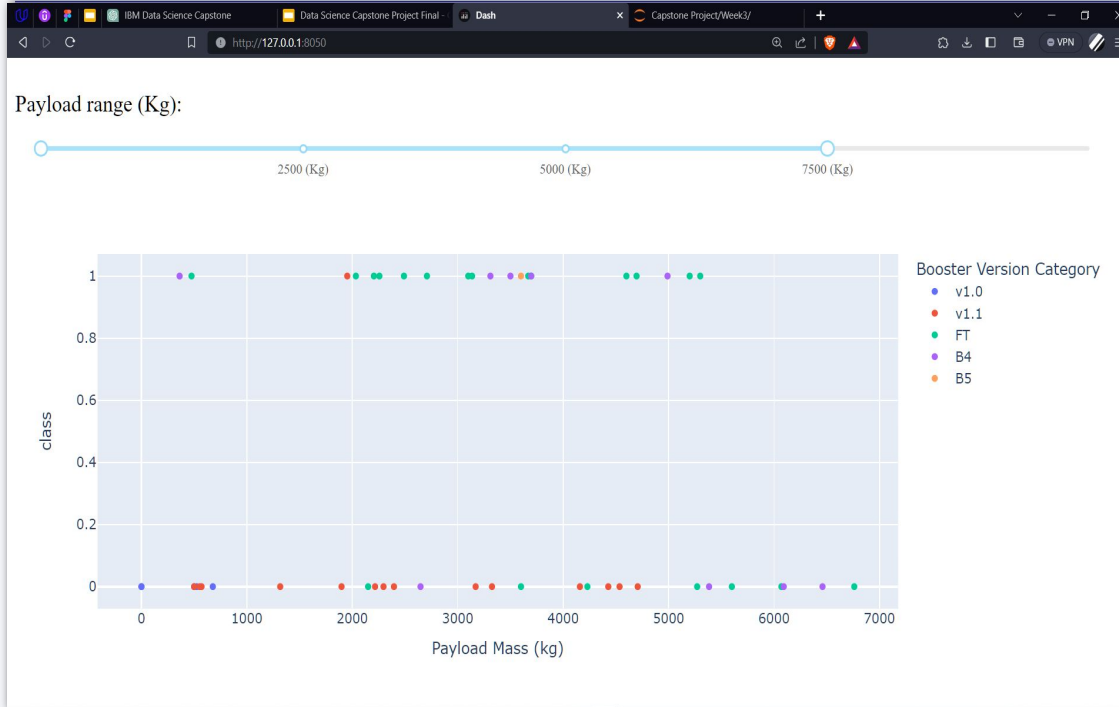 IBM Data Science Capstone
Data Science Capstone Project Final -
Dash
Capstone Project/Week3/
http://127.0.0.1:8050
VPN
Payload range (Kg):
2500 (Kg) 5000 (Kg) 7500 (Kg)
Booster Version Category
v1.0
v1.1
FT
B4
B5
1
0.8
0.6
0.4
0.2
0
class
0 1000 2000 3000 4000 5000 6000 7000
Payload Mass (kg)